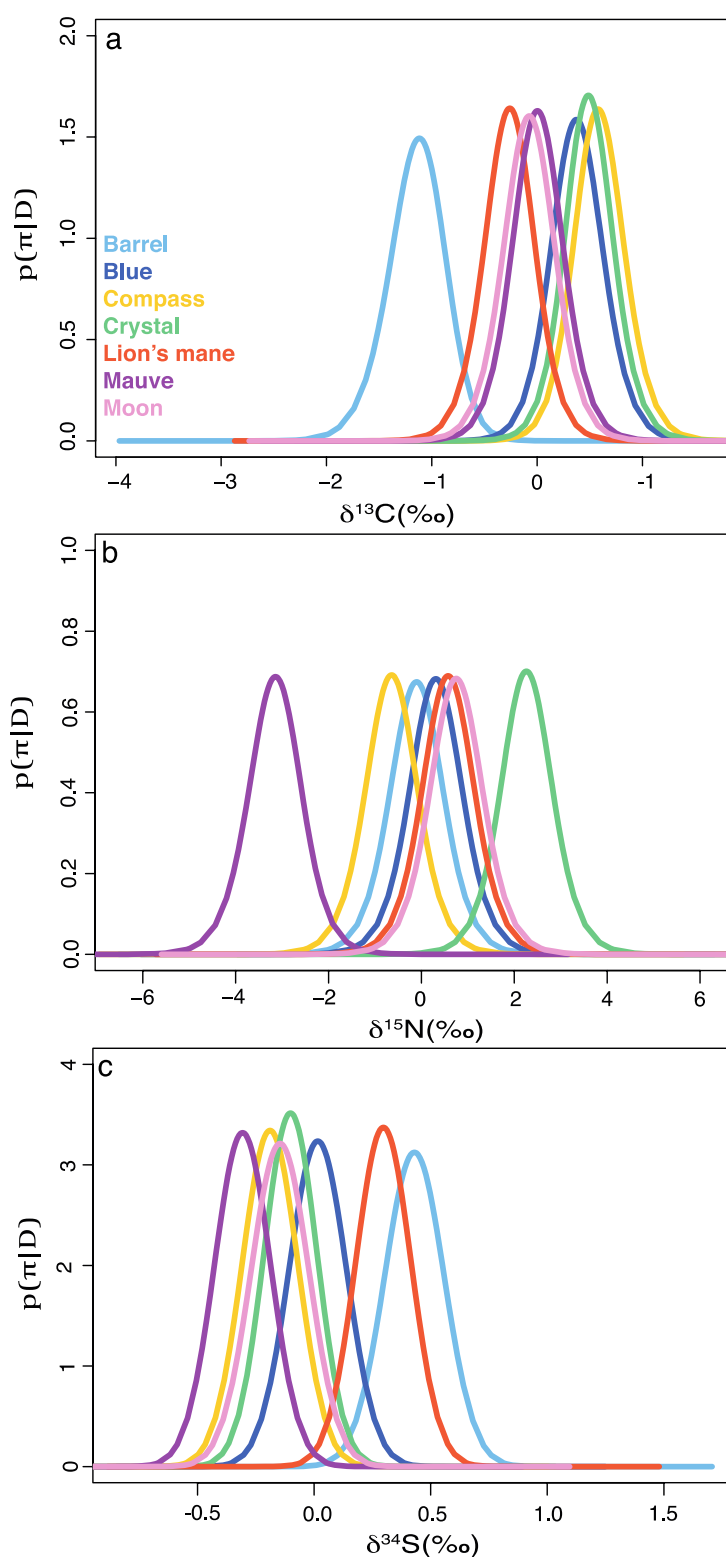 a
2.0
1.5
1.0
0.5
0.0
p(π|D)
Barrel
Blue
Compass
Crystal
Lion's mane
Mauve
Moon
−4 −3 −2 −1 0 −1
δ¹³C(‰)
b
1.0
0.8
0.6
0.4
0.2
0.0
p(π|D)
−6 −4 −2 0 2 4 6
δ¹⁵N(‰)
c
4
3
2
1
0
p(π|D)
-0.5 0.0 0.5 1.0 1.5
δ³⁴S(‰)